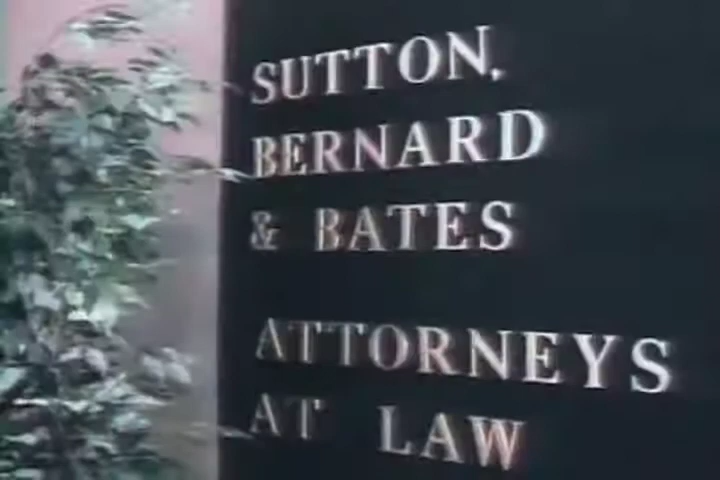 SUTTON,
BERNARD
& BATES
ATTORNEYS
AT LAW